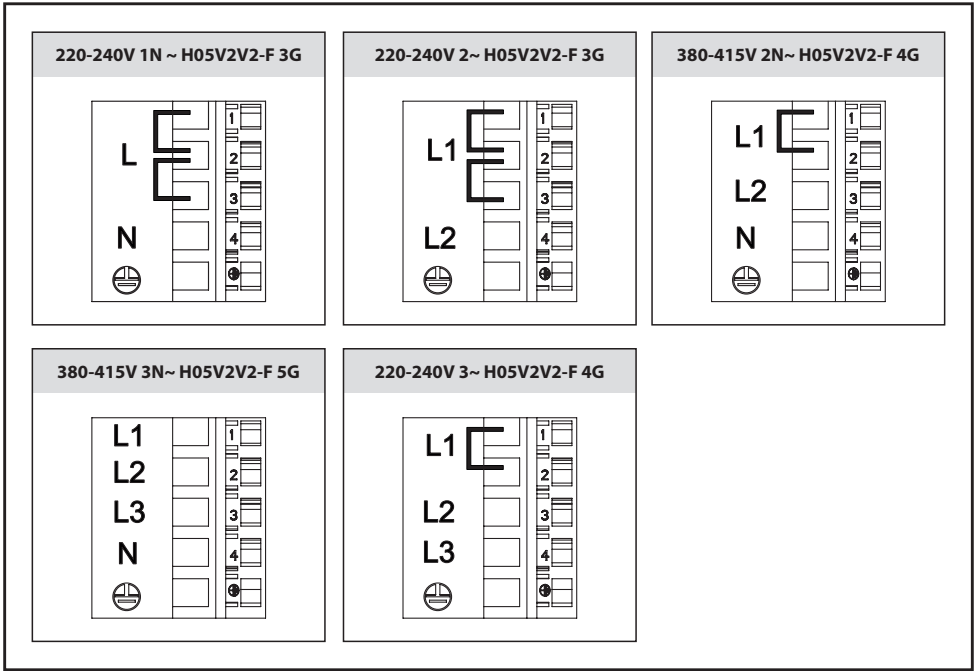 220-240V 1N ~ H05V2V2-F 3G
L
N
1
2
3
4
220-240V 2~ H05V2V2-F 3G
L1
L2
1
2
3
4
380-415V 2N~ H05V2V2-F 4G
L1
L2
N
1
2
3
4
380-415V 3N~ H05V2V2-F 5G
L1
L2
L3
N
1
2
3
4
220-240V 3~ H05V2V2-F 4G
L1
L2
L3
1
2
3
4